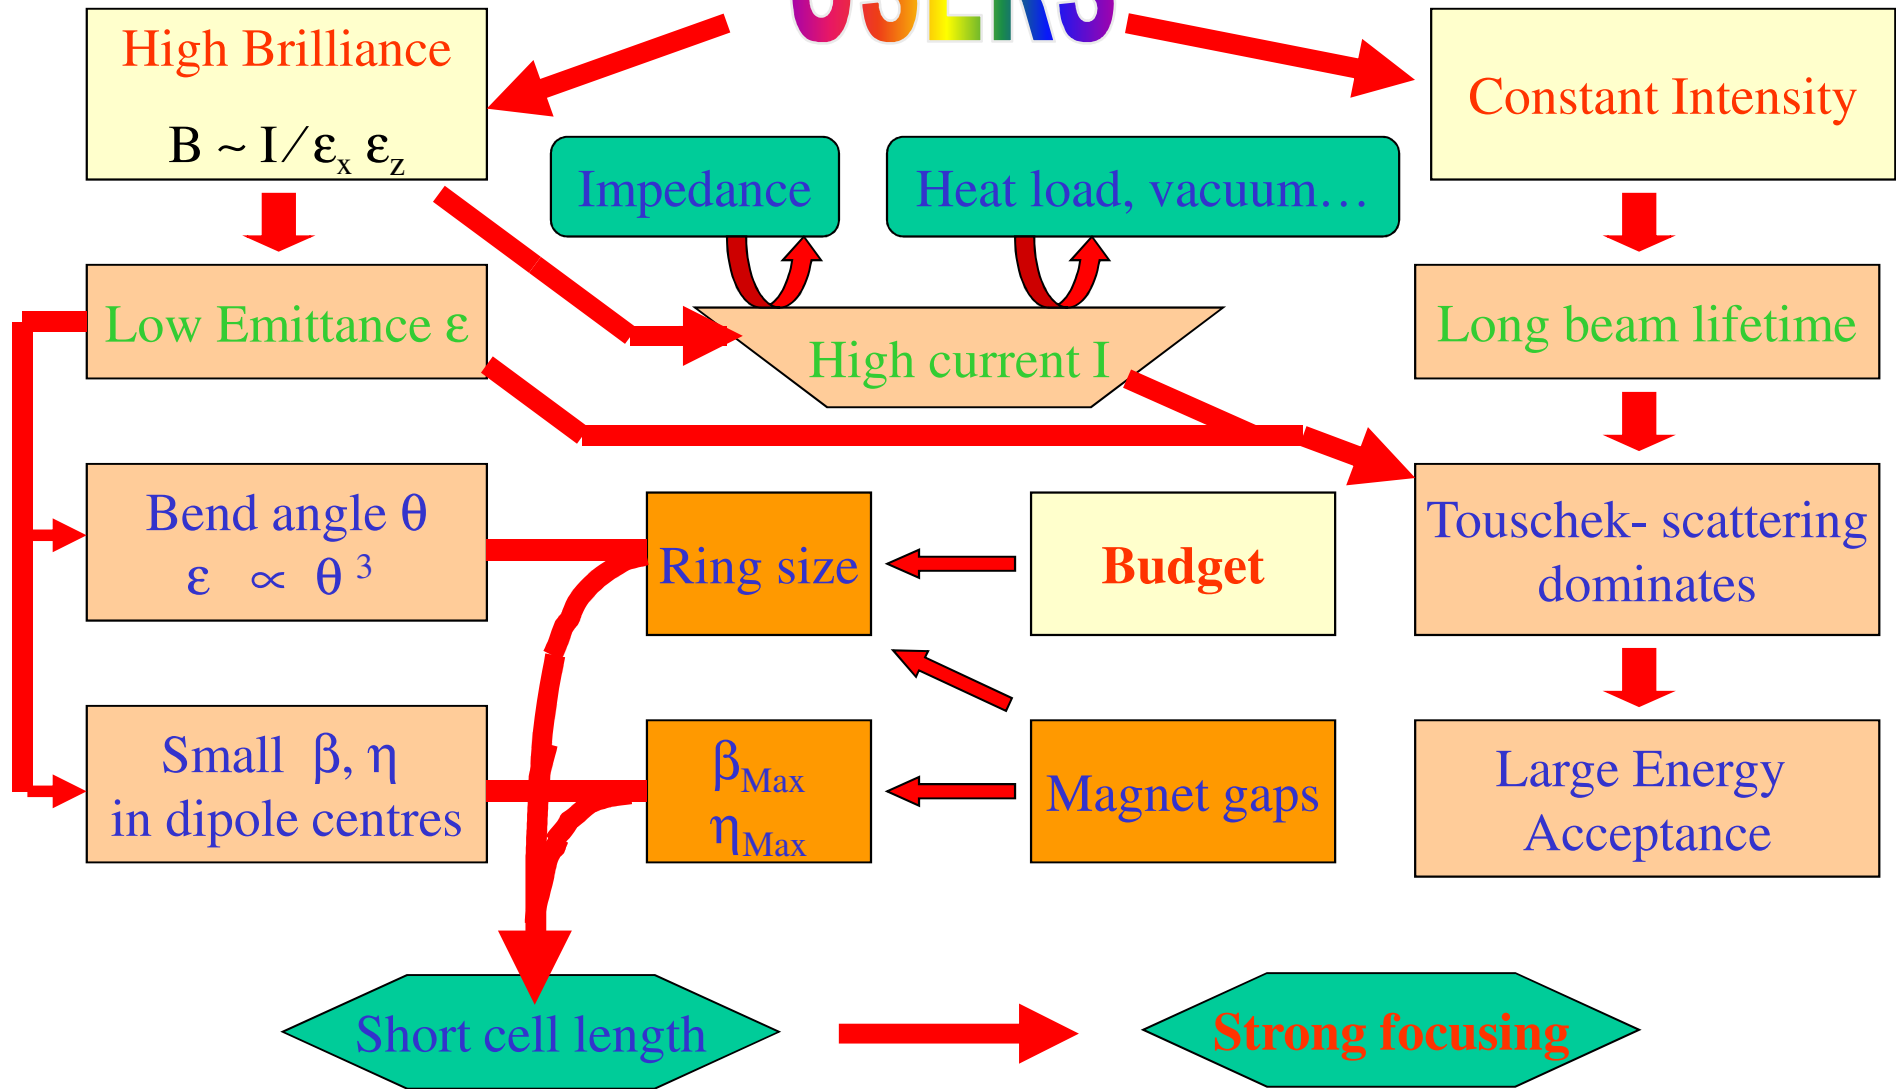 USERS
High Brilliance
B ~ I / εx εz
Constant Intensity
Impedance
Heat load, vacuum…
Low Emittance ε
High current I
Long beam lifetime
Bend angle θ
ε ∝ θ 3
Ring size
Budget
Touschek- scattering
dominates
Small β, η
in dipole centres
βMax
ηMax
Magnet gaps
Large Energy
Acceptance
Short cell length
Strong focusing